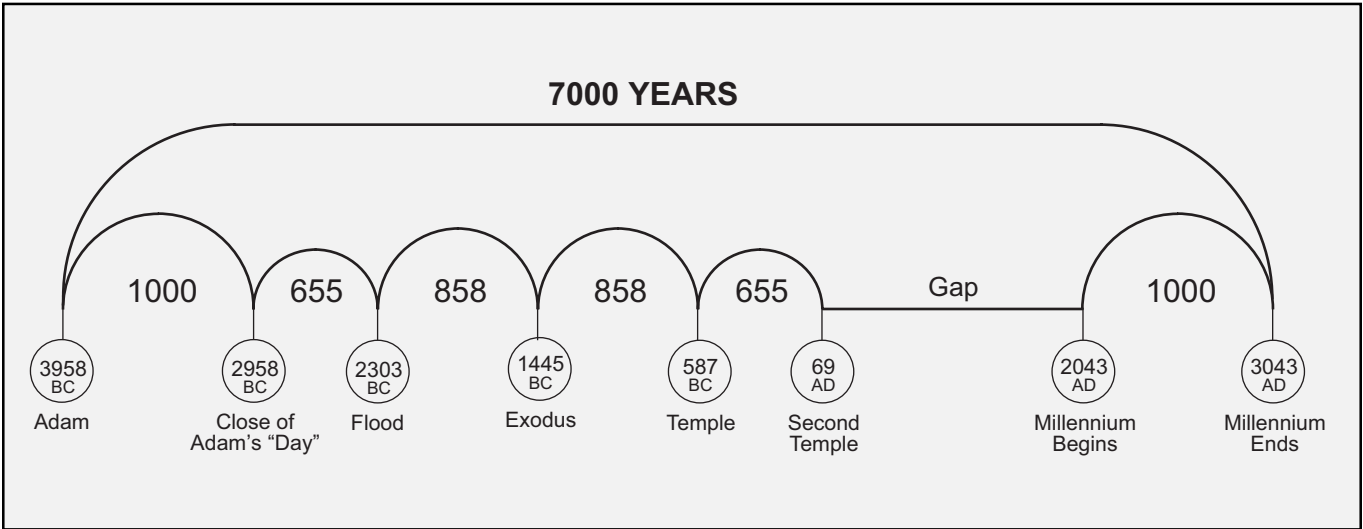 7000 YEARS
1000
655
858
858
655
Gap
1000
3958
BC
2958
BC
2303
BC
1445
BC
587
BC
69
AD
2043
AD
3043
AD
Adam
Close of
Adam's “Day”
Flood
Exodus
Temple
Second
Temple
Millennium
Begins
Millennium
Ends